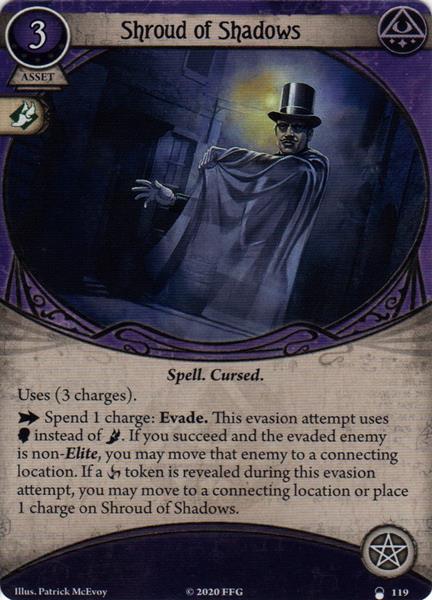 3
Shroud of Shadows
ASSET
Spell. Cursed.
Uses (3 charges).
Spend 1 charge: Evade. This evasion attempt uses
instead of . If you succeed and the evaded enemy
is non-Elite, you may move that enemy to a connecting
location. If a token is revealed during this evasion
attempt, you may move to a connecting location or place
1 charge on Shroud of Shadows.
Illus. Patrick McEvoy
© 2020 FFG
119